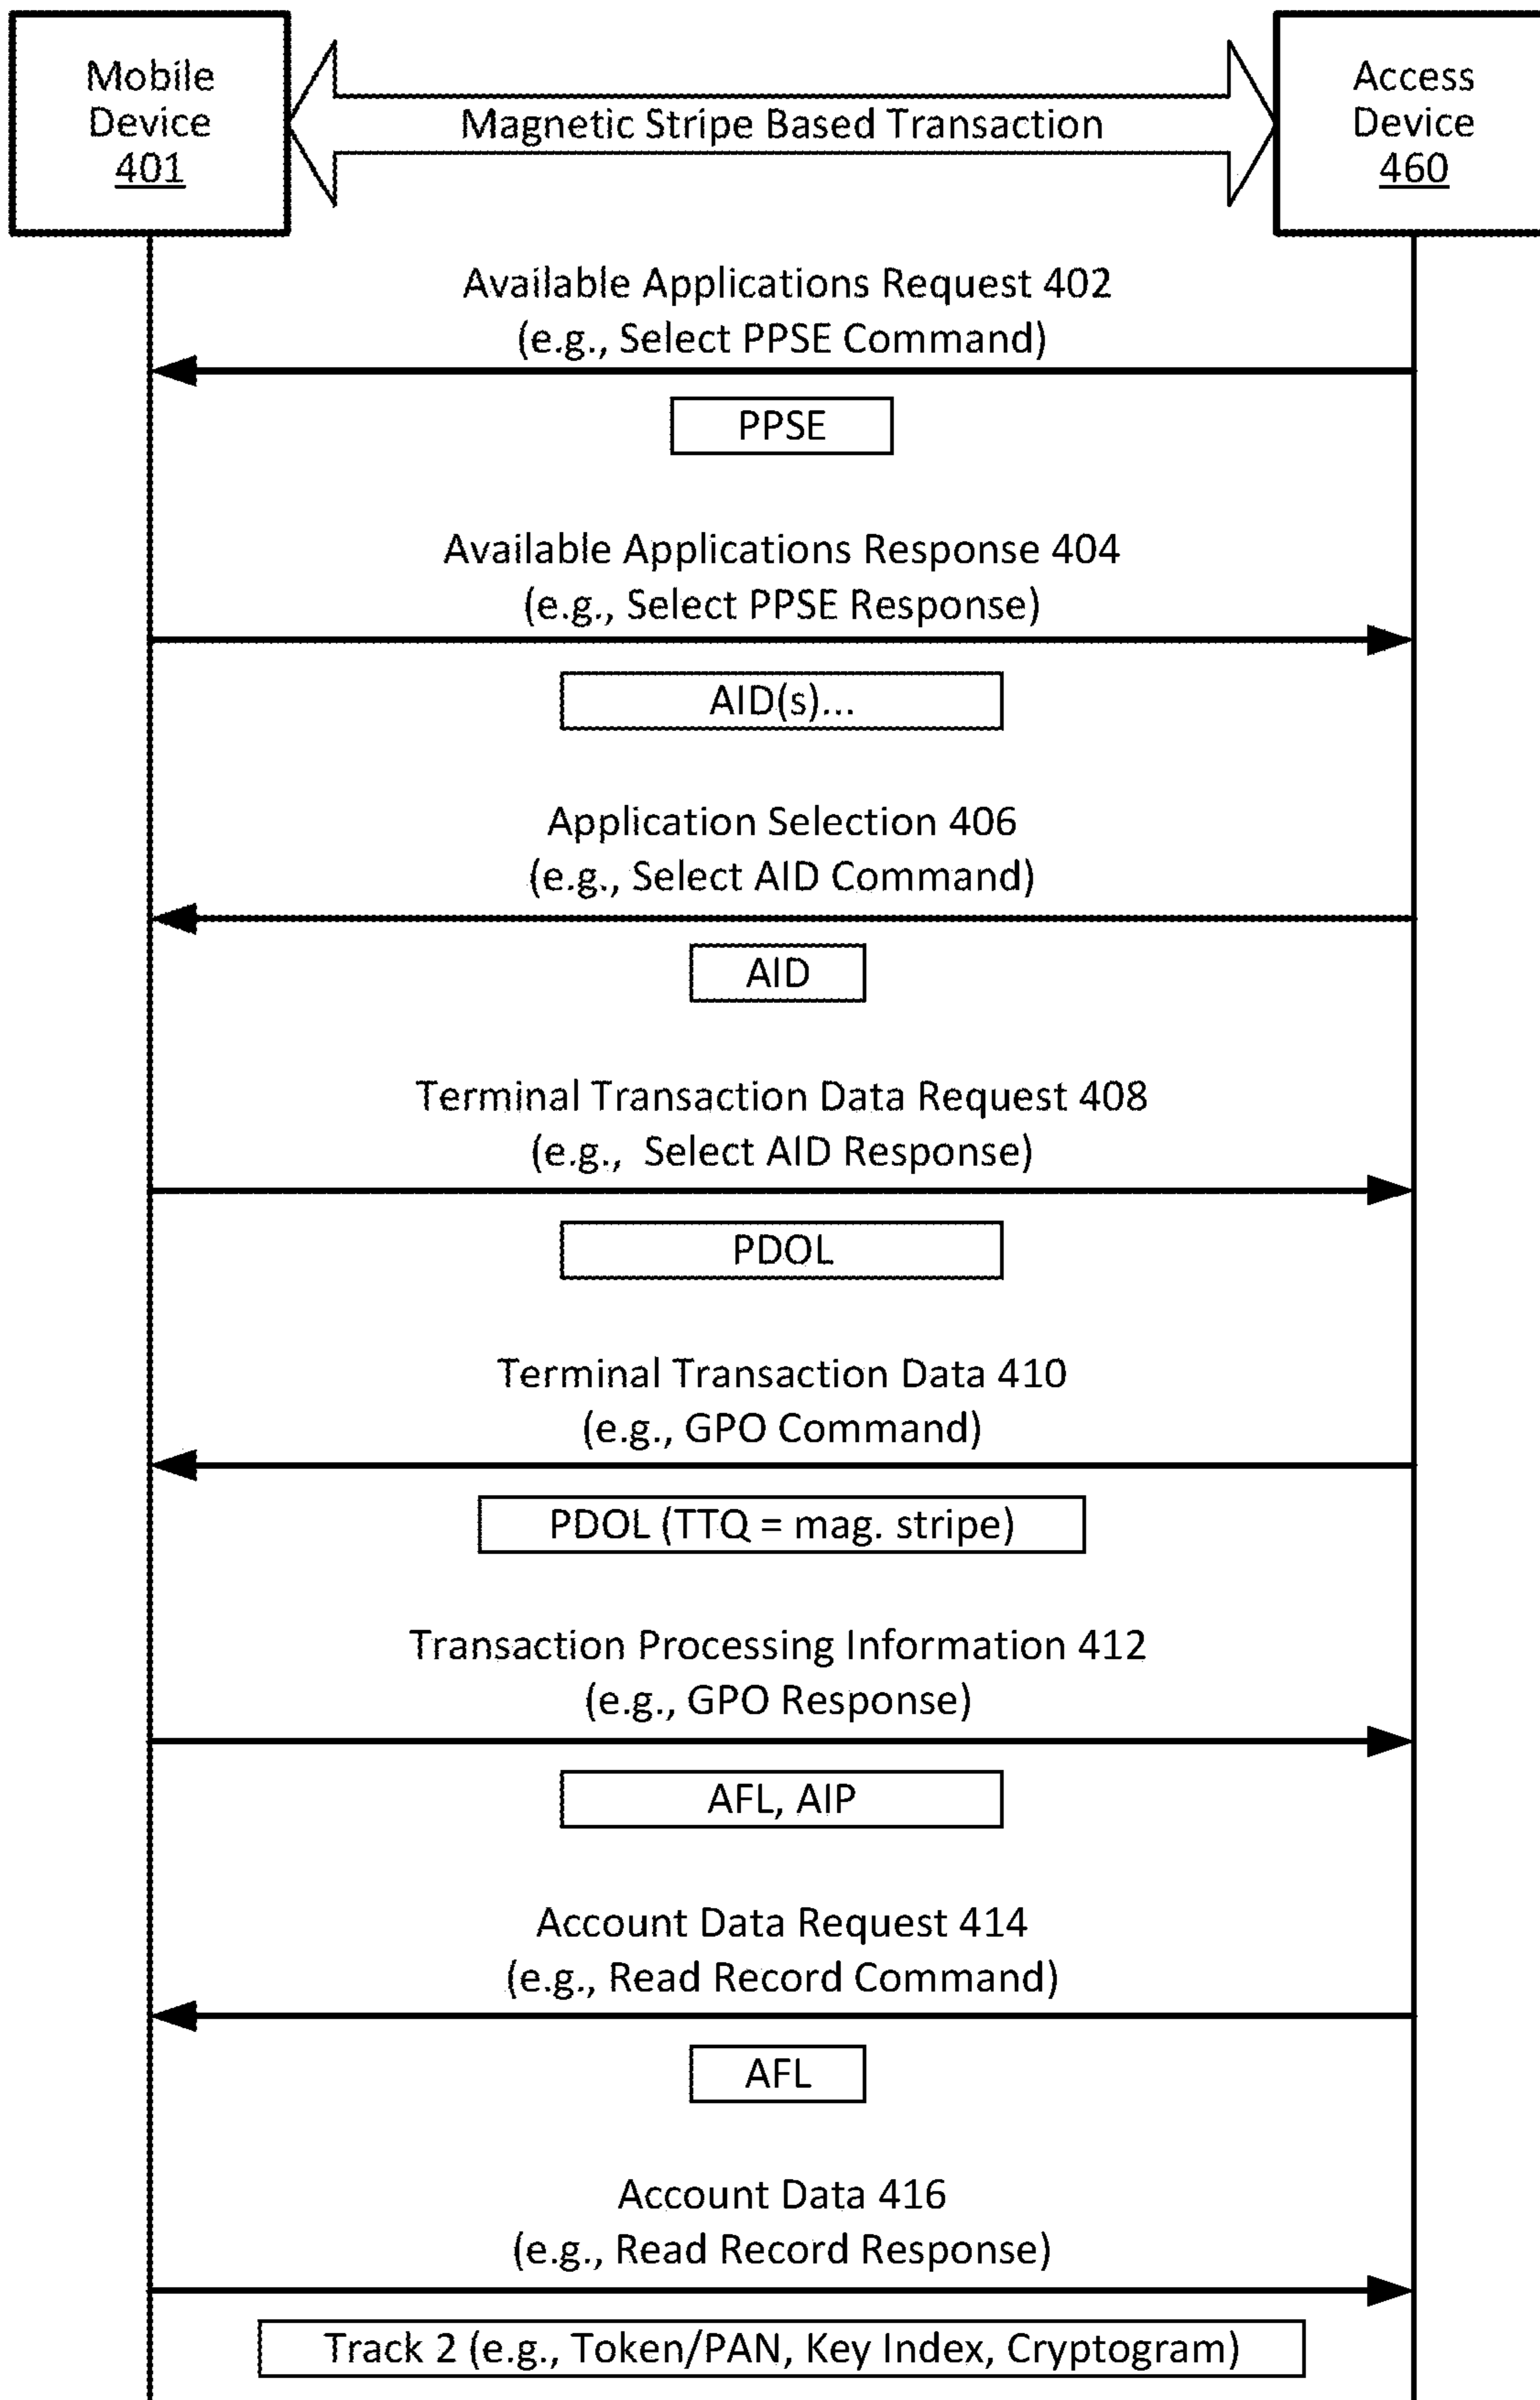 Mobile
Device
401
Magnetic Stripe Based Transaction
Access
Device
460
Available Applications Request 402
(e.g., Select PPSE Command)
PPSE
Available Applications Response 404
(e.g., Select PPSE Response)
AID(s)...
Application Selection 406
(e.g., Select AID Command)
AID
Terminal Transaction Data Request 408
(e.g., Select AID Response)
PDOL
Terminal Transaction Data 410
(e.g., GPO Command)
PDOL (TTQ = mag. stripe)
Transaction Processing Information 412
(e.g., GPO Response)
AFL, AIP
Account Data Request 414
(e.g., Read Record Command)
AFL
Account Data 416
(e.g., Read Record Response)
Track 2 (e.g., Token/PAN, Key Index, Cryptogram)